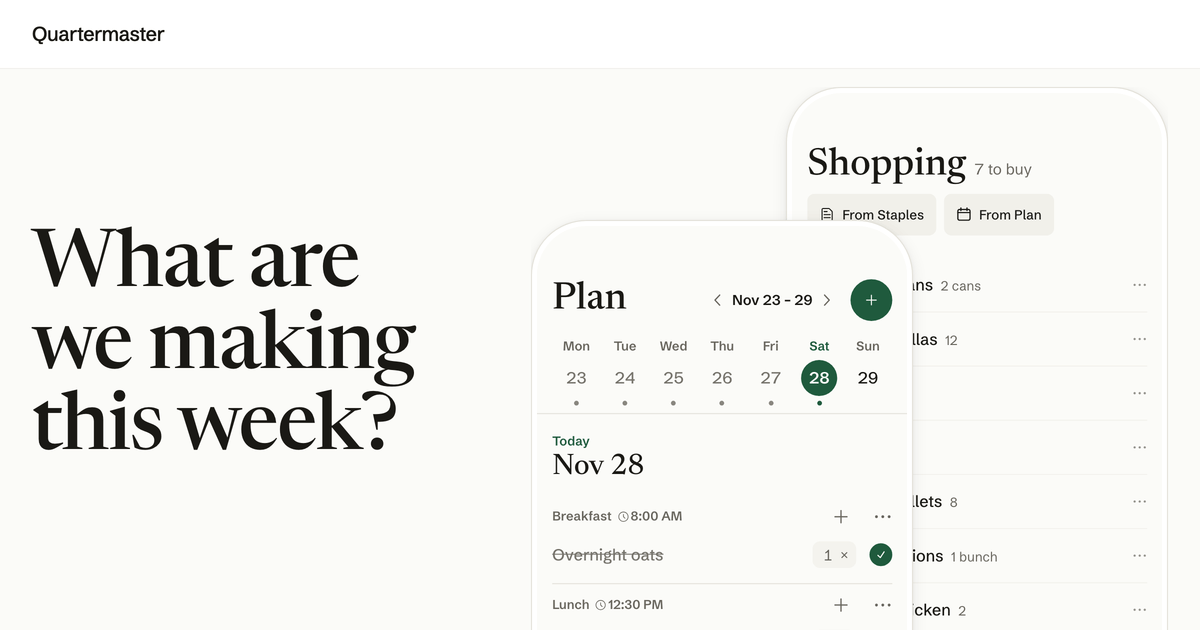 Quartermaster
What are
we making
this week?
Shopping 7 to buy
From Staples
From Plan
2 cans
12
8
1 bunch
2
Plan
Nov 23 – 29
Mon Tue Wed Thu Fri Sat Sun
23 24 25 26 27 28 29
Today
Nov 28
Breakfast 8:00 AM
Overnight oats 1 ×
Lunch 12:30 PM